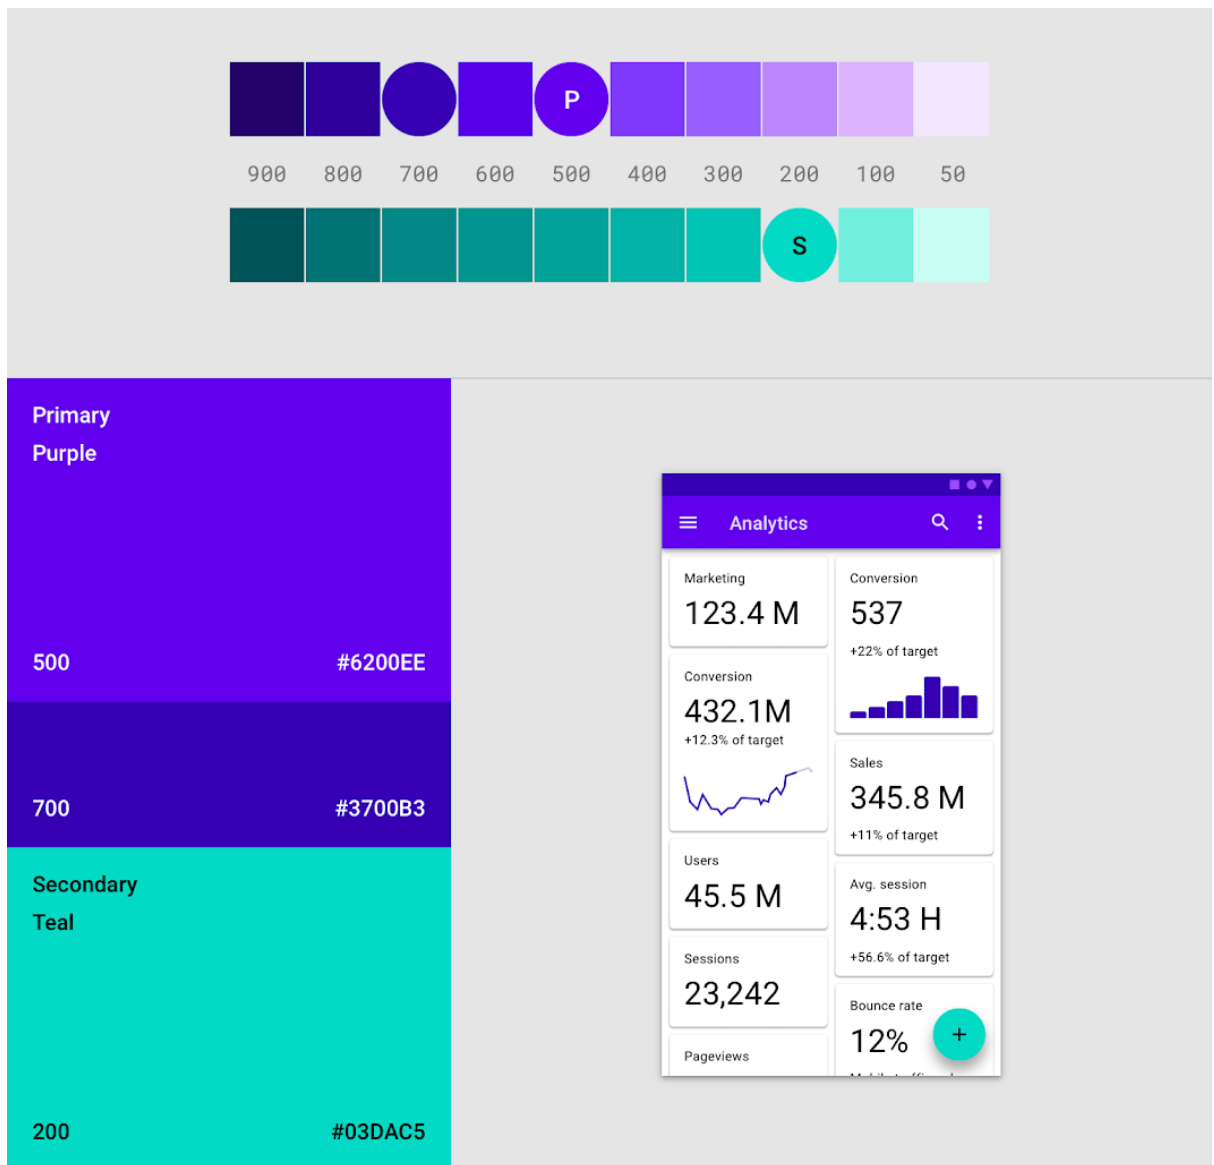 P
900 800 700 600 500 400 300 200 100 50
S
Primary
Purple
500 #6200EE
700 #3700B3
Secondary
Teal
200 #03DAC5
Analytics
Marketing
123.4 M
Conversion
432.1M
+12.3% of target
Users
45.5 M
Sessions
23,242
Pageviews
Conversion
537
+22% of target
Sales
345.8 M
+11% of target
Avg. session
4:53 H
+56.6% of target
Bounce rate
12%
+